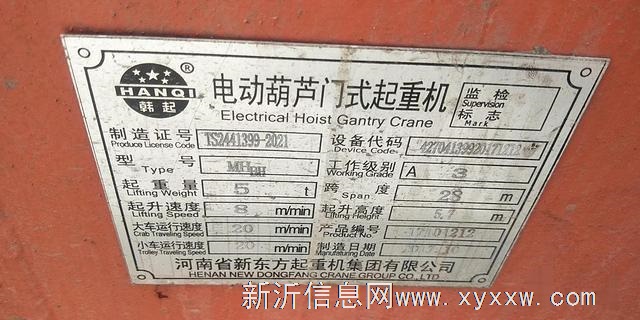 HANQI ®
韩起
电动葫芦门式起重机
Electrical Hoist Gantry Crane
监检
Supervision
标志
Mark
制造证号 TS2441399-2021
Produce License Code
设备代码
Device Code
型号 MH
Type
工作级别 A 3
Working Grade
起重量 5 t
Lifting Weight
跨度 28 m
Span
起升速度 8 m/min
Lifting Speed
起升高度 5.7 m
Lifting Height
大车运行速度 20 m/min
Crab Traveling Speed
产品编号
Product No.
小车运行速度 20 m/min
Trolley Traveling Speed
制造日期
Manufacturing Date
河南省新东方起重机集团有限公司
HENAN NEW DONGFANG CRANE GROUP CO., LTD
新沂信息网www.xyxxw.com